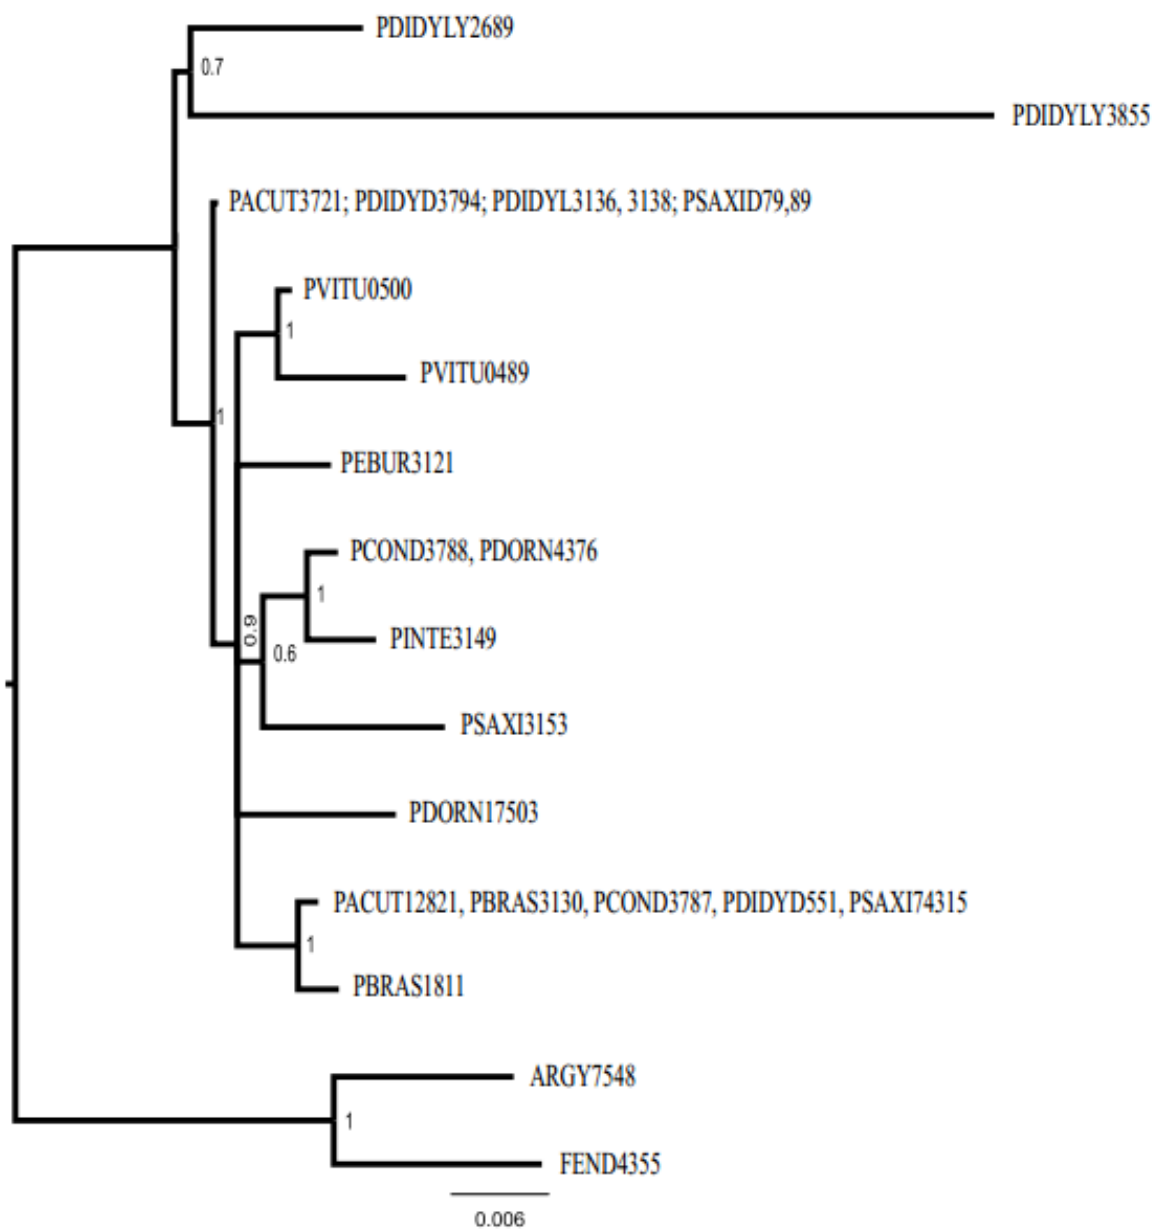 PDIDYLY2689
0.7
PDIDYLY3855
PACUT3721; PDIDYD3794; PDIDYL3136, 3138; PSAXID79,89
PVITU0500
1
PVITU0489
1
PEBUR3121
PCOND3788, PDORN4376
1
0.9
PINTE3149
0.6
PSAXI3153
PDORN17503
PACUT12821, PBRAS3130, PCOND3787, PDIDYD551, PSAXI74315
1
PBRAS1811
ARGY7548
1
FEND4355
0.006